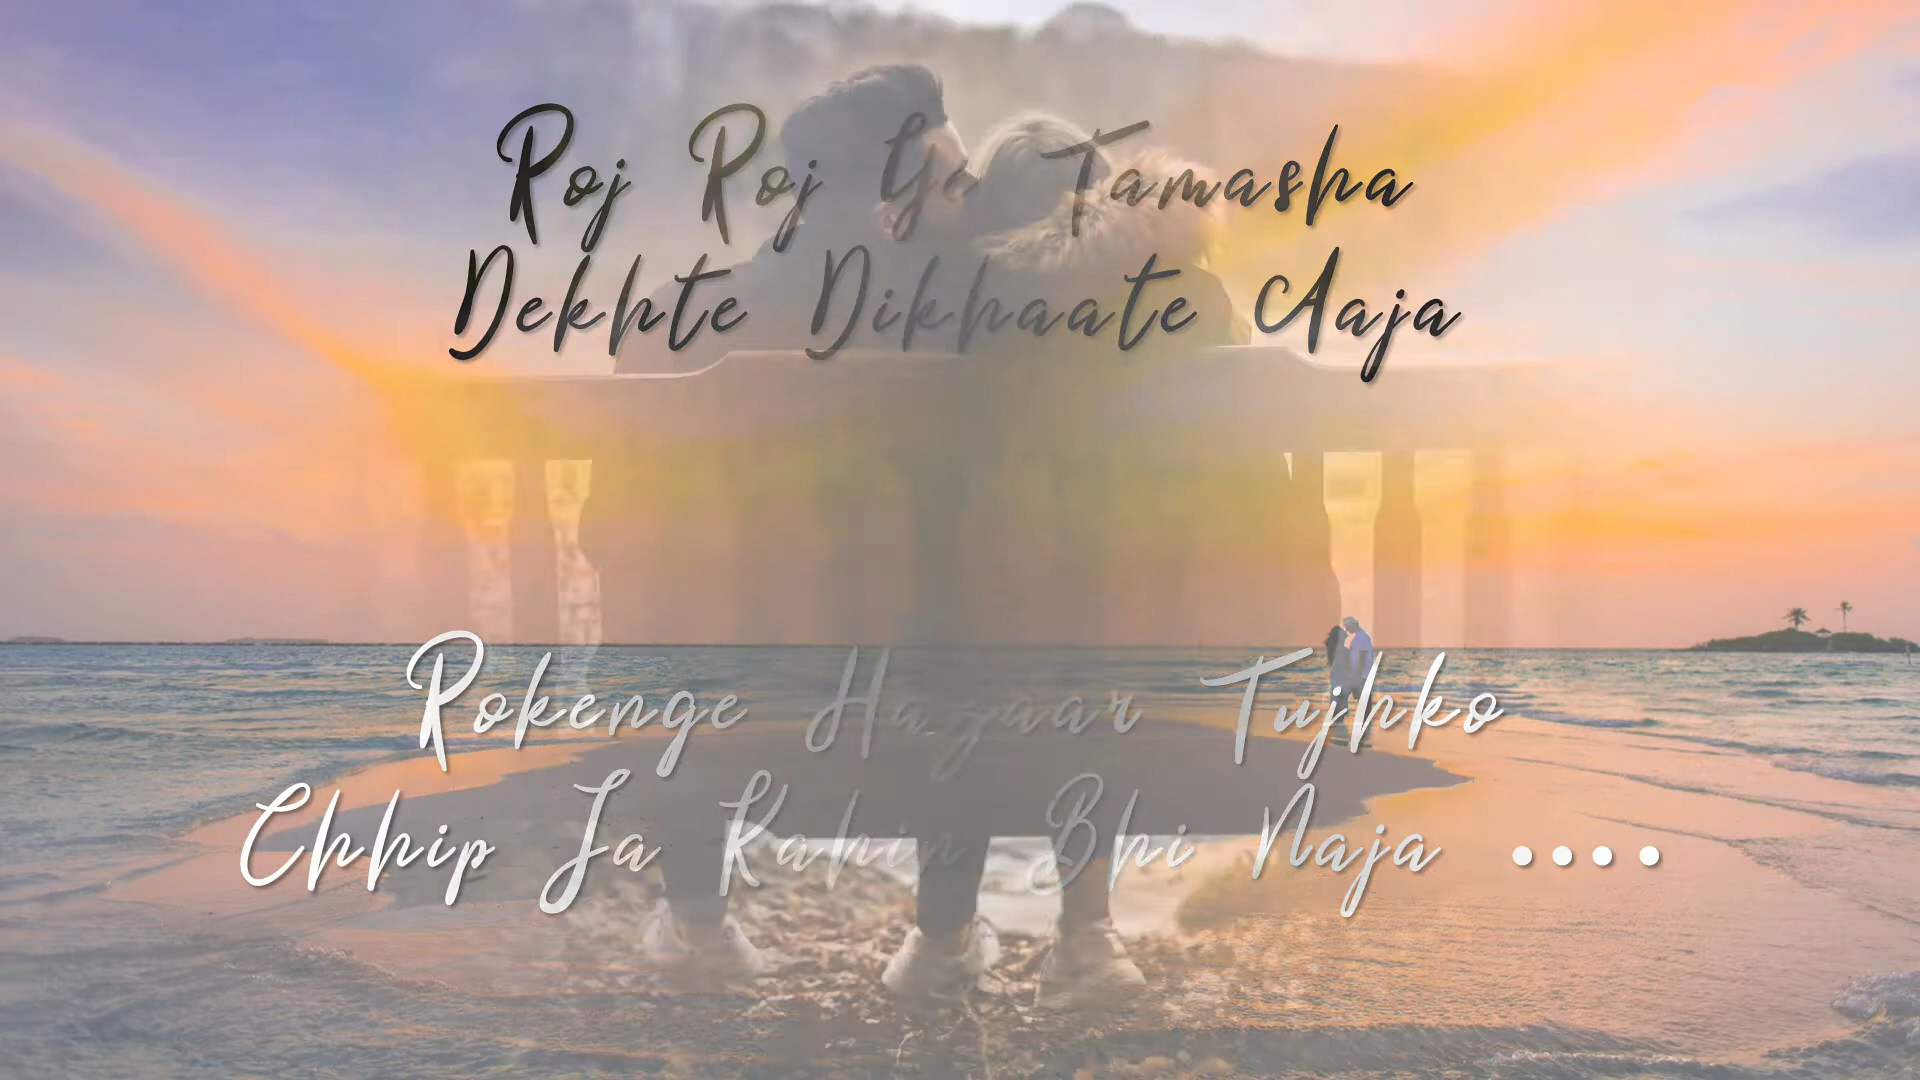 Roj Roj Ye Tamasha
Dekhte Dikhaate Aaja
Rokenge Hazaar Tujhko
Chhip Ja Kahin Bhi Naja ....